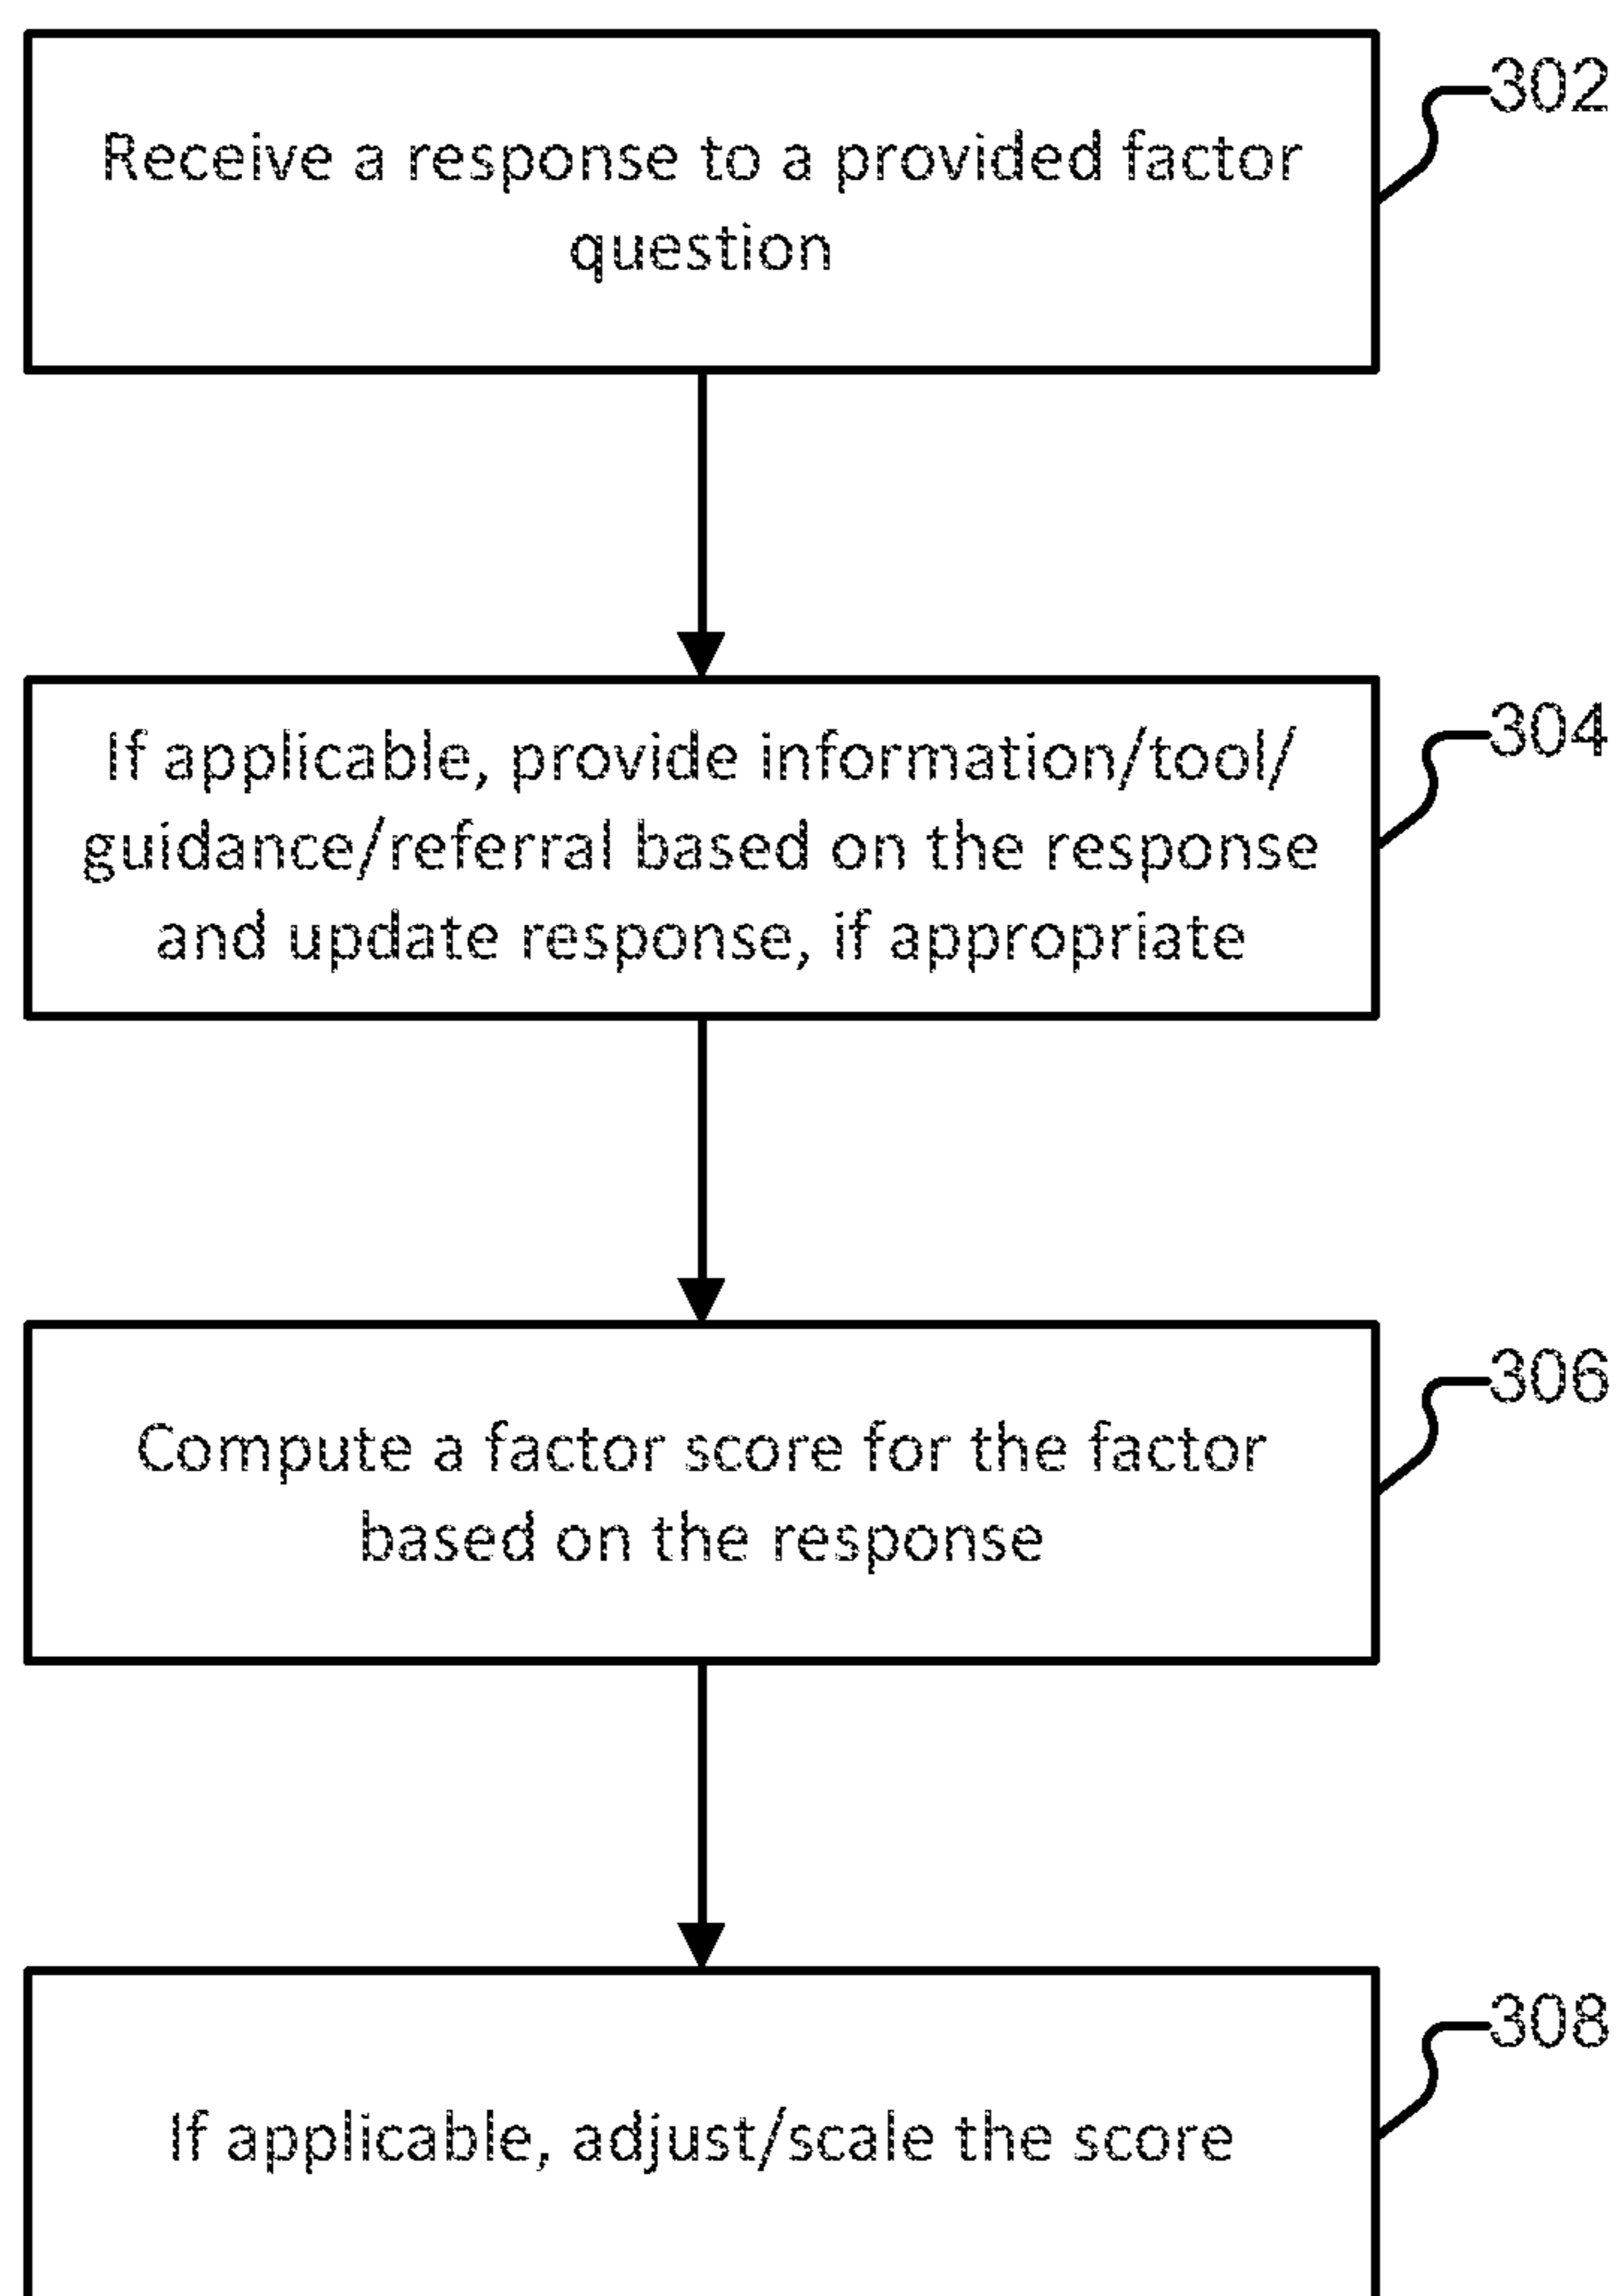 302
Receive a response to a provided factor
question
304
If applicable, provide information/tool/
guidance/referral based on the response
and update response, if appropriate
306
Compute a factor score for the factor
based on the response
308
If applicable, adjust/scale the score